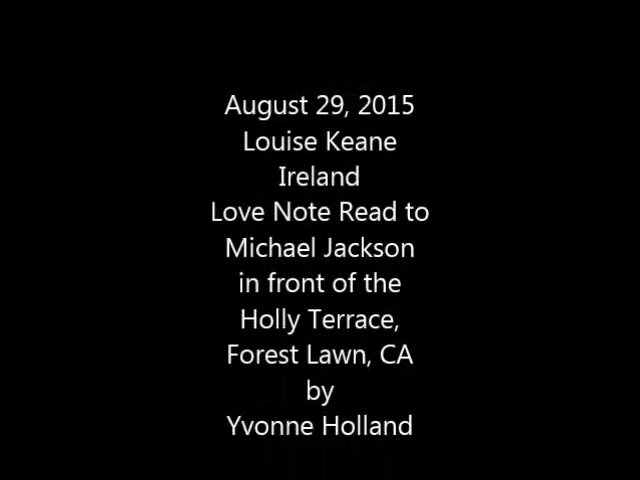 August 29, 2015
Louise Keane
Ireland
Love Note Read to
Michael Jackson
in front of the
Holly Terrace,
Forest Lawn, CA
by
Yvonne Holland